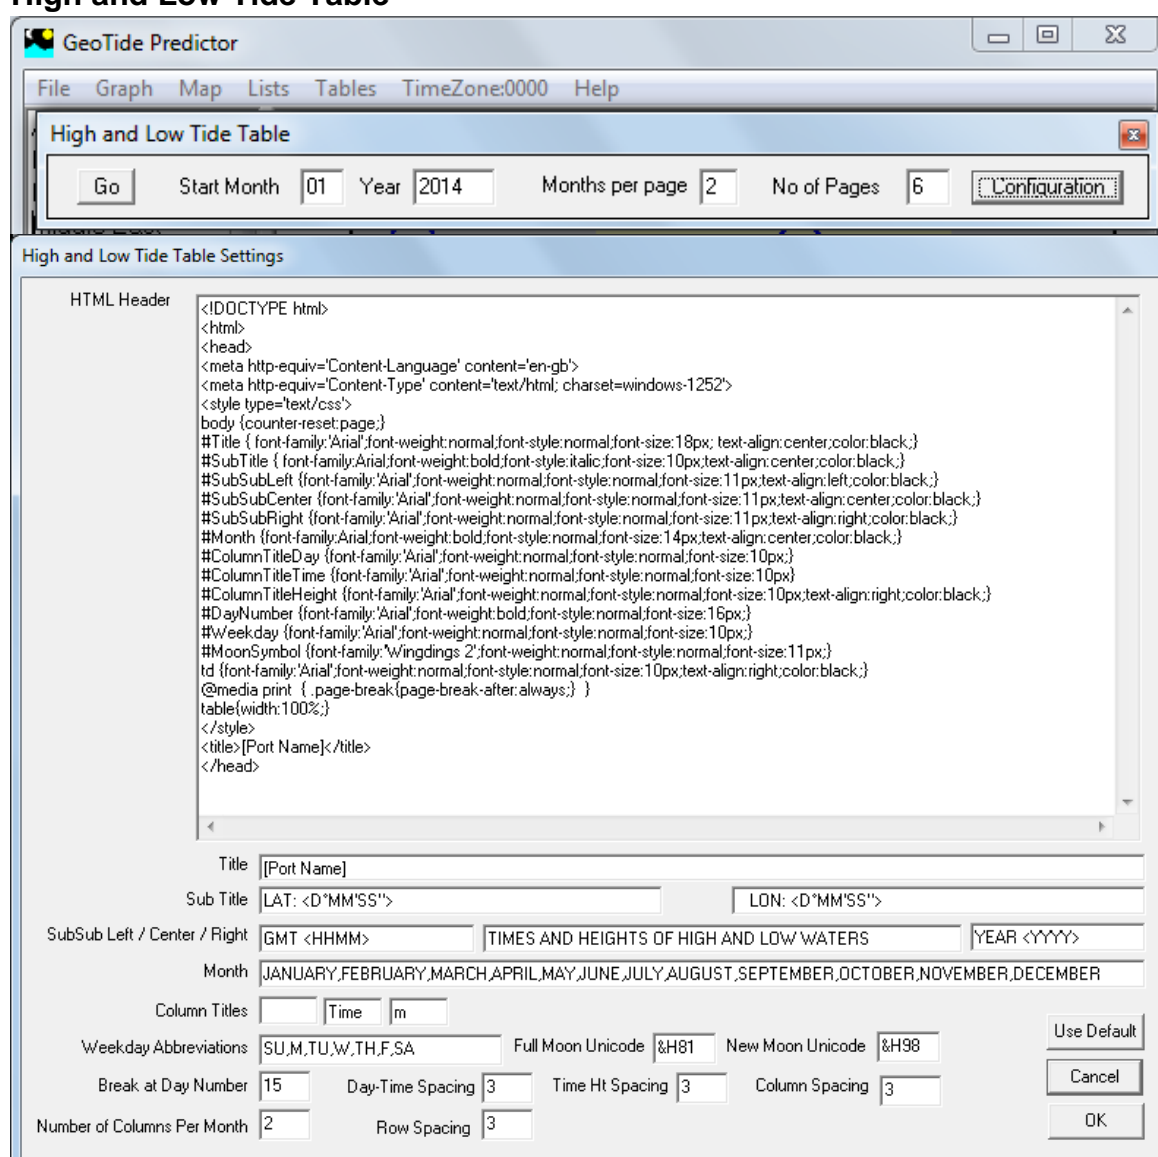 High and Low Tide Table
GeoTide Predictor
File Graph Map Lists Tables TimeZone:0000 Help
High and Low Tide Table
Go Start Month 01 Year 2014 Months per page 2 No of Pages 6 Configuration
High and Low Tide Table Settings
HTML Header
<!DOCTYPE html>
<html>
<head>
<meta http-equiv='Content-Language' content='en-gb'>
<meta http-equiv='Content-Type' content='text/html; charset=windows-1252'>
<style type='text/css'>
body {counter-reset:page;}
#Title { font-family:'Arial';font-weight:normal;font-style:normal;font-size:18px; text-align:center;color:black;}
#SubTitle { font-family:Arial;font-weight:bold;font-style:italic;font-size:10px;text-align:center;color:black;}
#SubSubLeft {font-family:'Arial';font-weight:normal;font-style:normal;font-size:11px;text-align:left;color:black;}
#SubSubCenter {font-family:'Arial';font-weight:normal;font-style:normal;font-size:11px;text-align:center;color:black;}
#SubSubRight {font-family:'Arial';font-weight:normal;font-style:normal;font-size:11px;text-align:right;color:black;}
#Month {font-family:Arial;font-weight:bold;font-style:normal;font-size:14px;text-align:center;color:black;}
#ColumnTitleDay {font-family:'Arial';font-weight:normal;font-style:normal;font-size:10px;}
#ColumnTitleTime {font-family:'Arial';font-weight:normal;font-style:normal;font-size:10px}
#ColumnTitleHeight {font-family:'Arial';font-weight:normal;font-style:normal;font-size:10px;text-align:right;color:black;}
#DayNumber {font-family:'Arial';font-weight:bold;font-style:normal;font-size:16px;}
#Weekday {font-family:'Arial';font-weight:normal;font-style:normal;font-size:10px;}
#MoonSymbol {font-family:'Wingdings 2';font-weight:normal;font-style:normal;font-size:11px;}
td {font-family:'Arial';font-weight:normal;font-style:normal;font-size:10px;text-align:right;color:black;}
@media print { .page-break{page-break-after:always;} }
table{width:100%;}
</style>
<title>[Port Name]</title>
</head>
Title [Port Name]
Sub Title LAT: <D°MM'SS"> LON: <D°MM'SS">
SubSub Left / Center / Right GMT <HHMM> TIMES AND HEIGHTS OF HIGH AND LOW WATERS YEAR <YYYY>
Month JANUARY,FEBRUARY,MARCH,APRIL,MAY,JUNE,JULY,AUGUST,SEPTEMBER,OCTOBER,NOVEMBER,DECEMBER
Column Titles Time m
Weekday Abbreviations SU,M,TU,W,TH,F,SA Full Moon Unicode &H81 New Moon Unicode &H98 Use Default
Break at Day Number 15 Day-Time Spacing 3 Time Ht Spacing 3 Column Spacing 3 Cancel
Number of Columns Per Month 2 Row Spacing 3 OK